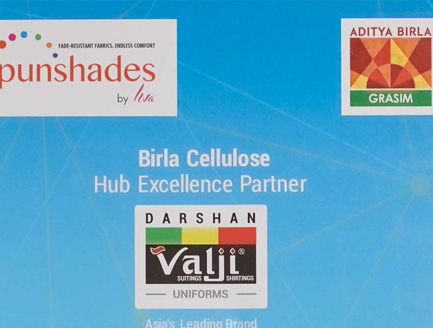 FADE-RESISTANT FABRICS. ENDLESS COMFORT
punshades
by liva
ADITYA BIRLA
GRASIM
Birla Cellulose
Hub Excellence Partner
DARSHAN
Valji®
SUITINGS SHIRTINGS
UNIFORMS
Asia's Leading Brand